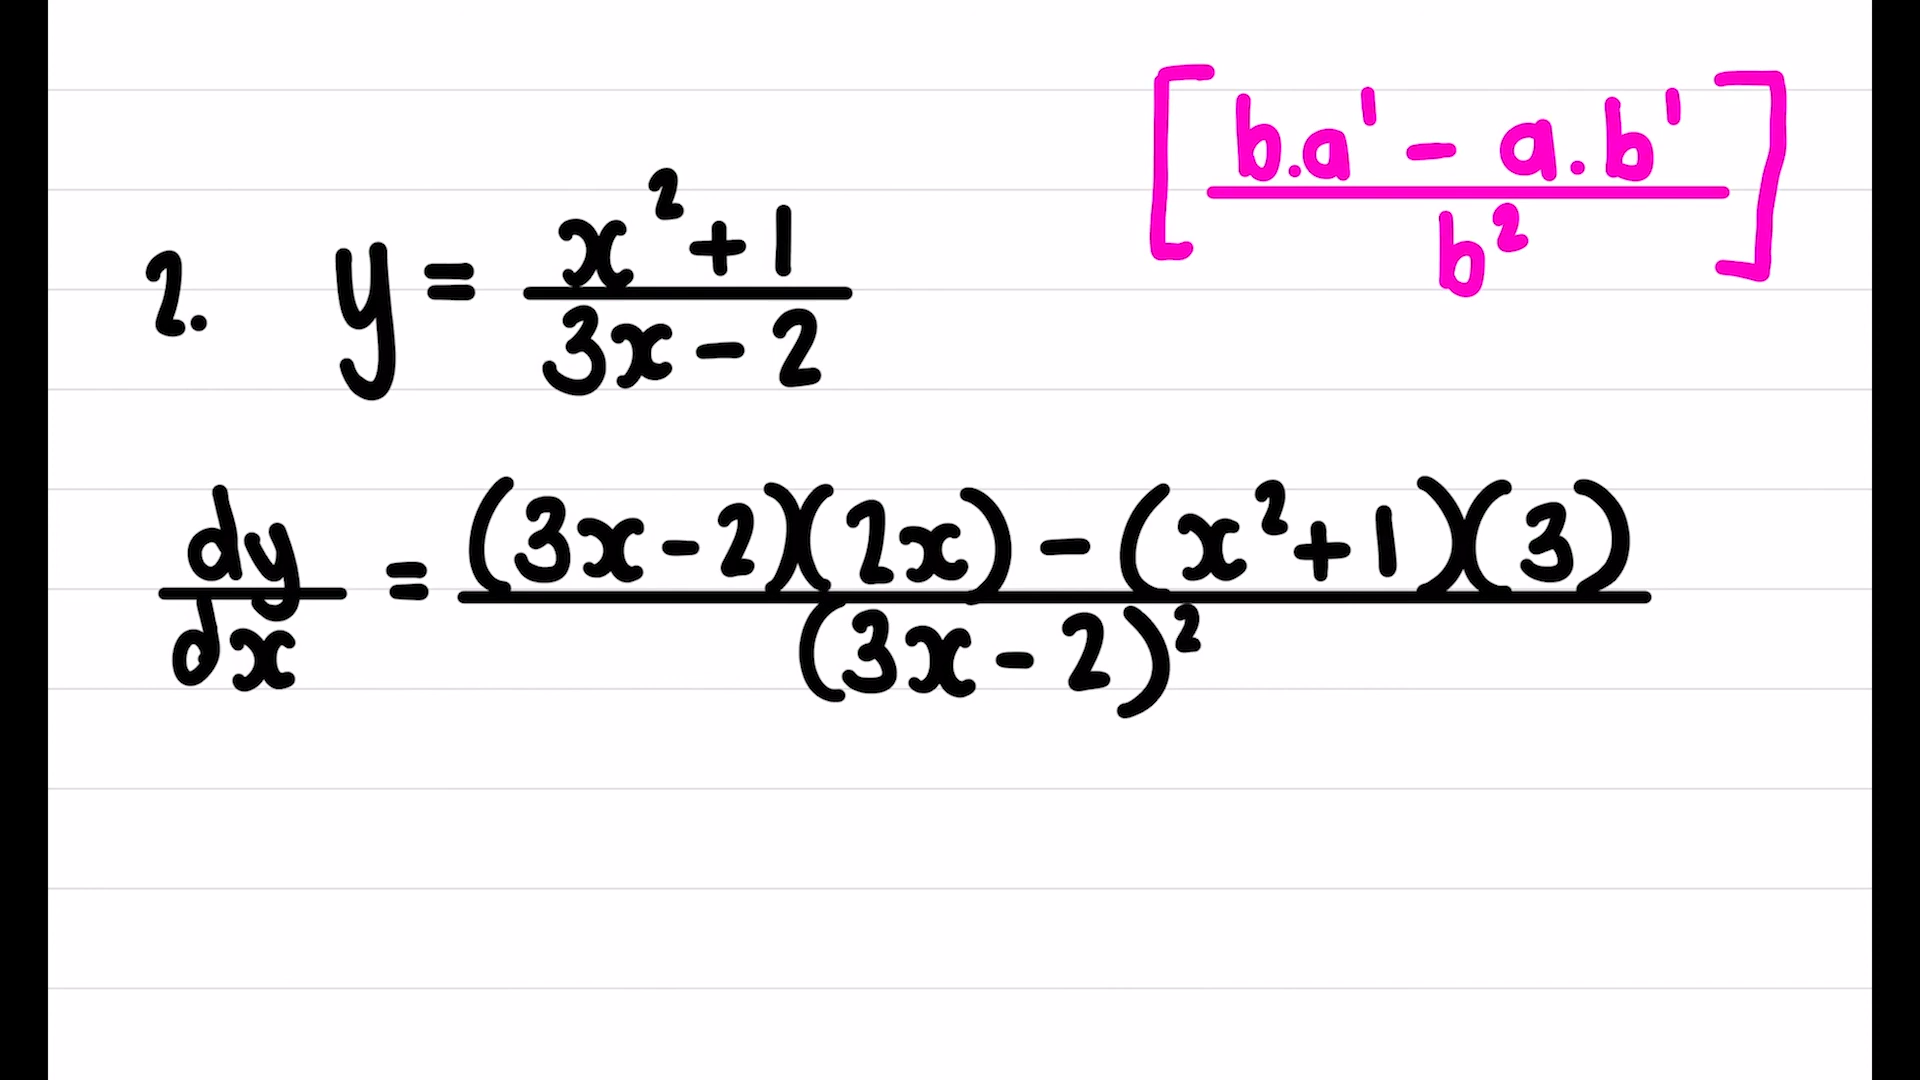 [b.a' - a.b' / b²]
2. y = x² + 1 / 3x - 2
dy/dx = (3x - 2)(2x) - (x² + 1)(3) / (3x - 2)²